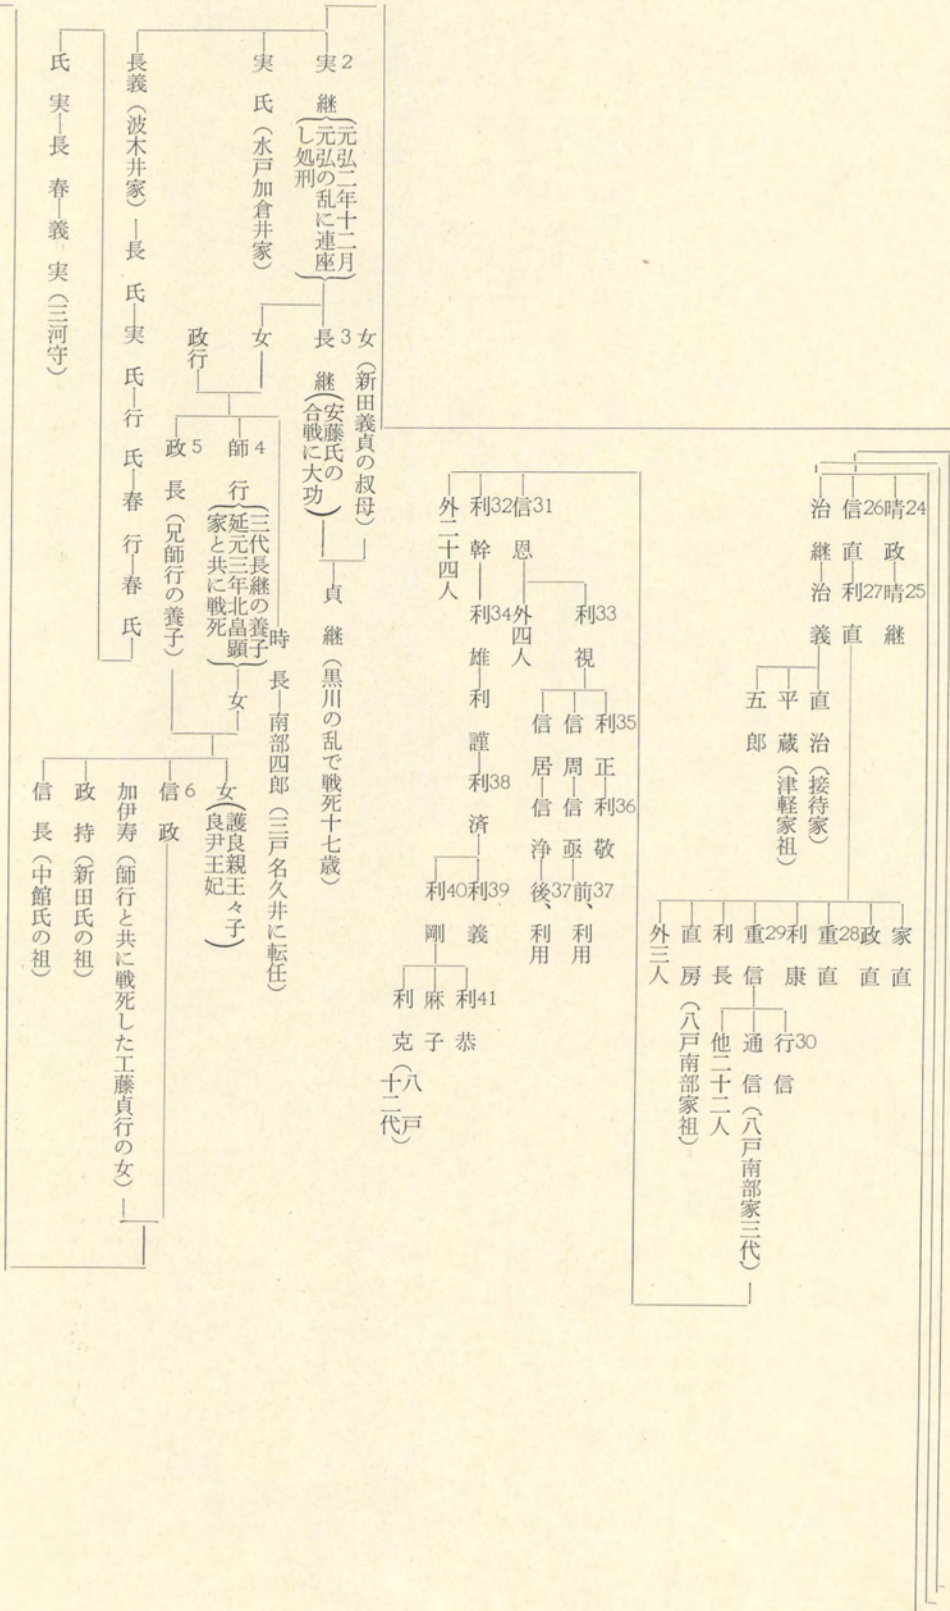 24晴政―25晴継
26信直―27利直
治継―治義
直治（接待家）
平蔵（津軽家祖）
五郎
家直
政直
28重直
利康
29重信
利長
直房（八戸南部家祖）
外三人
30行信
通信（八戸南部家三代）
他二十二人
31信恩
32利幹―34利雄―利謹―38利済
外二十四人
33利視
外四人
35利正―36利敬
信周―信亟―37前、利用
信居―信浄―37後、利用
39利義
40利剛
41利恭
麻子
利克（八戸十二代）
女（新田義貞の叔母）
2実継（元弘二年十二月
元弘の乱に連座
し処刑）
実氏（水戸加倉井家）
長義（波木井家）―長氏―実氏―行氏―春行―春氏
氏実―長春―義実（三河守）
3長継（安藤氏の
合戦に大功）
女
政行
貞継（黒川の乱で戦死十七歳）
4師行（三代長継の養子
延元三年北畠顕
家と共に戦死）
5政長（兄師行の養子）
時長―南部四郎（三戸名久井に転任）
女
女（護良親王々子
良尹王妃）
6信政
加伊寿（師行と共に戦死した工藤貞行の女）
政持（新田氏の祖）
信長（中館氏の祖）